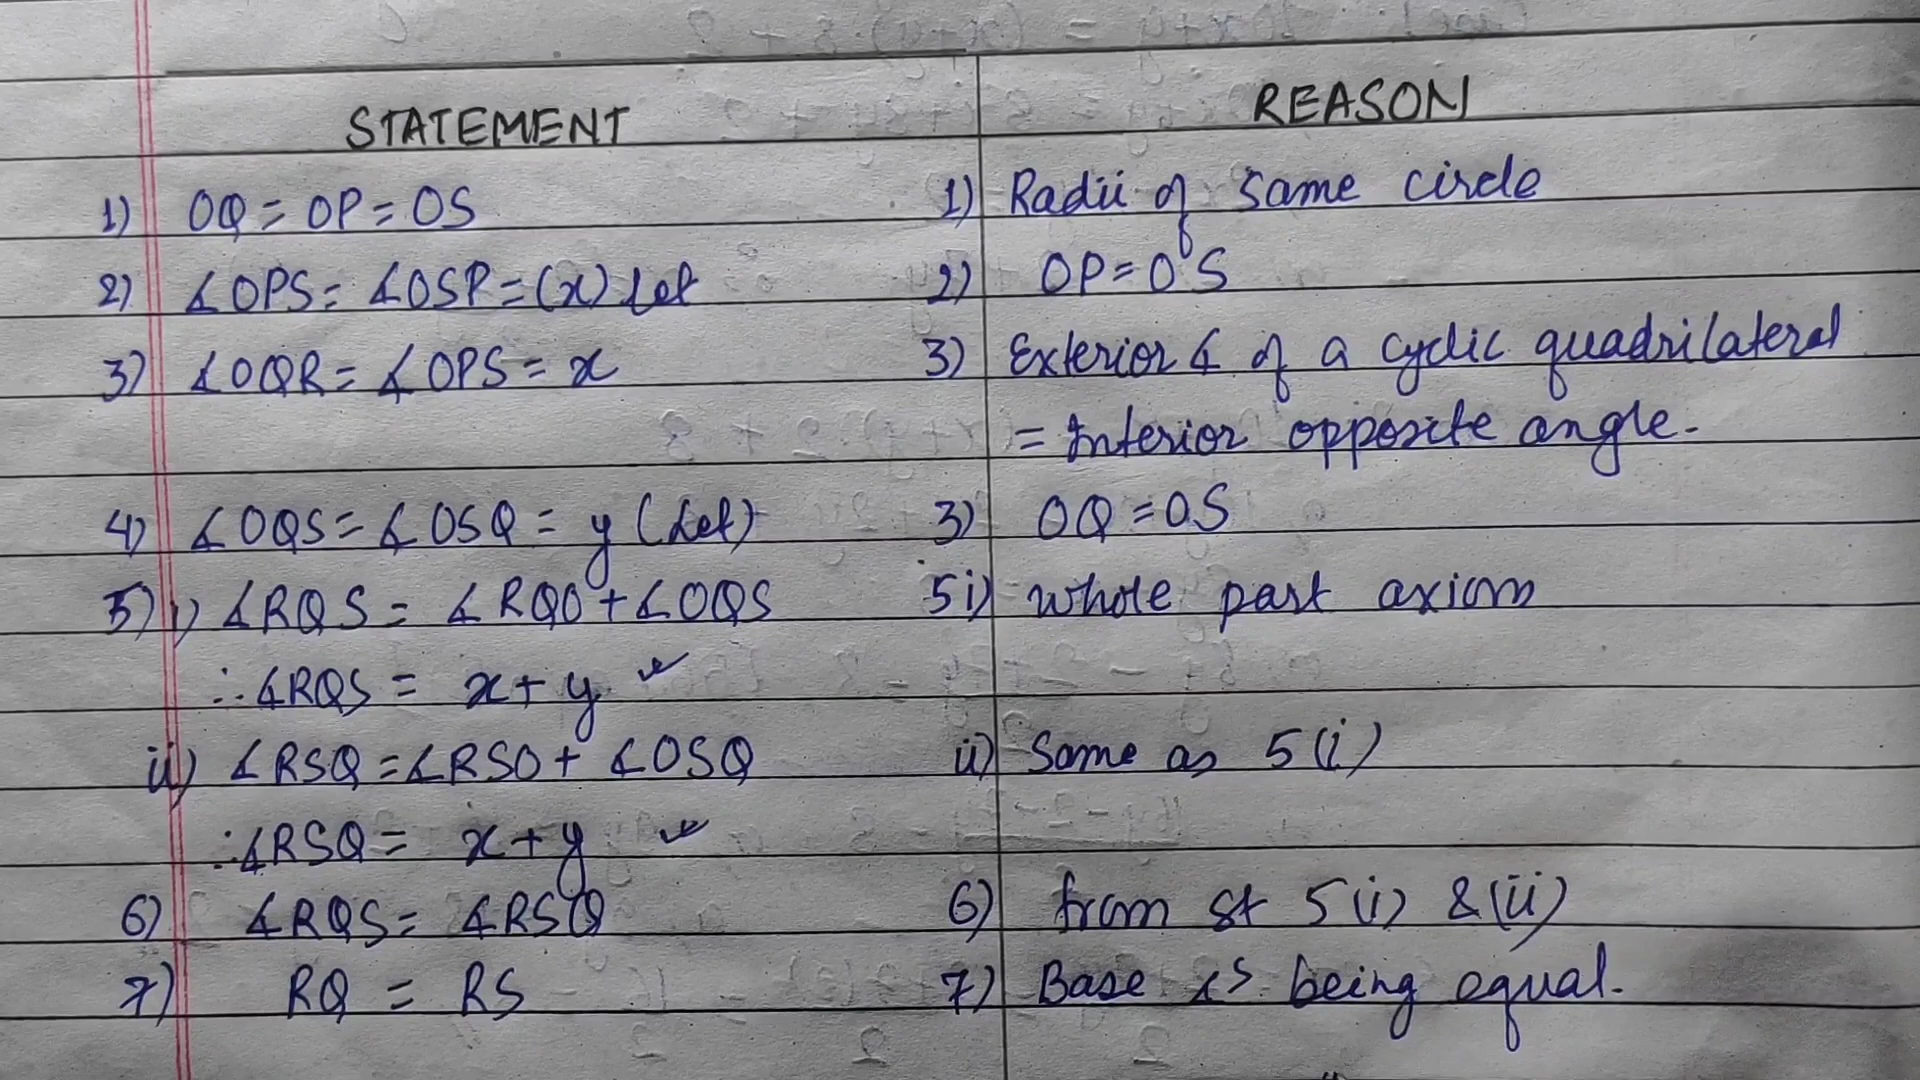 STATEMENT REASON
1) OQ = OP = OS 1) Radii of same circle
2) ∡OPS = ∡OSP = (x) let 2) OP = OS
3) ∡OQR = ∡OPS = x 3) Exterior ∡ of a cyclic quadrilateral
= Interior opposite angle.
4) ∡OQS = ∡OSQ = y (Let) 3) OQ = OS
5) i) ∡RQS = ∡RQO + ∡OQS 5i) whole part axiom
∴ ∡RQS = x + y
ii) ∡RSQ = ∡RSO + ∡OSQ ii) Same as 5(i)
∴ ∡RSQ = x + y
6) ∡RQS = ∡RSQ 6) from st 5(i) & (ii)
7) RQ = RS 7) Base ∡s being equal.